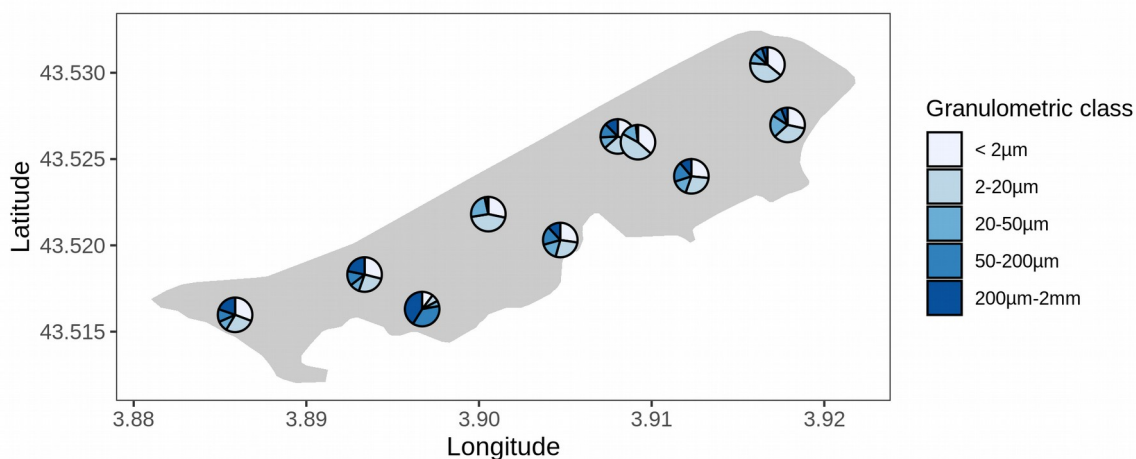 43.530
43.525
43.520
43.515
Latitude
3.88 3.89 3.90 3.91 3.92
Longitude
Granulometric class
< 2µm
2-20µm
20-50µm
50-200µm
200µm-2mm